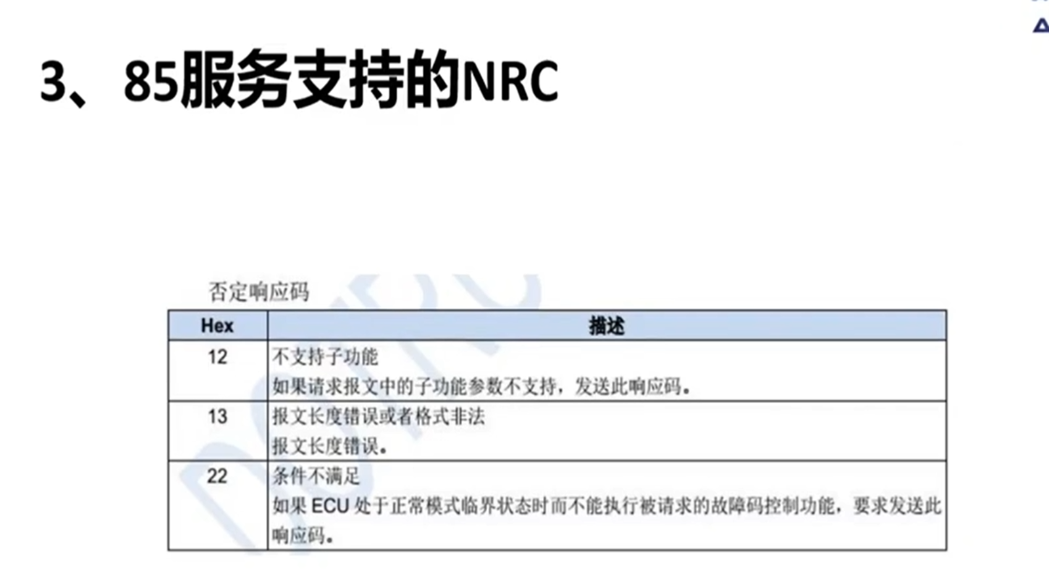 3、85服务支持的NRC
否定响应码
Hex 描述
12 不支持子功能
如果请求报文中的子功能参数不支持，发送此响应码。
13 报文长度错误或者格式非法
报文长度错误。
22 条件不满足
如果 ECU 处于正常模式临界状态时而不能执行被请求的故障码控制功能，要求发送此
响应码。